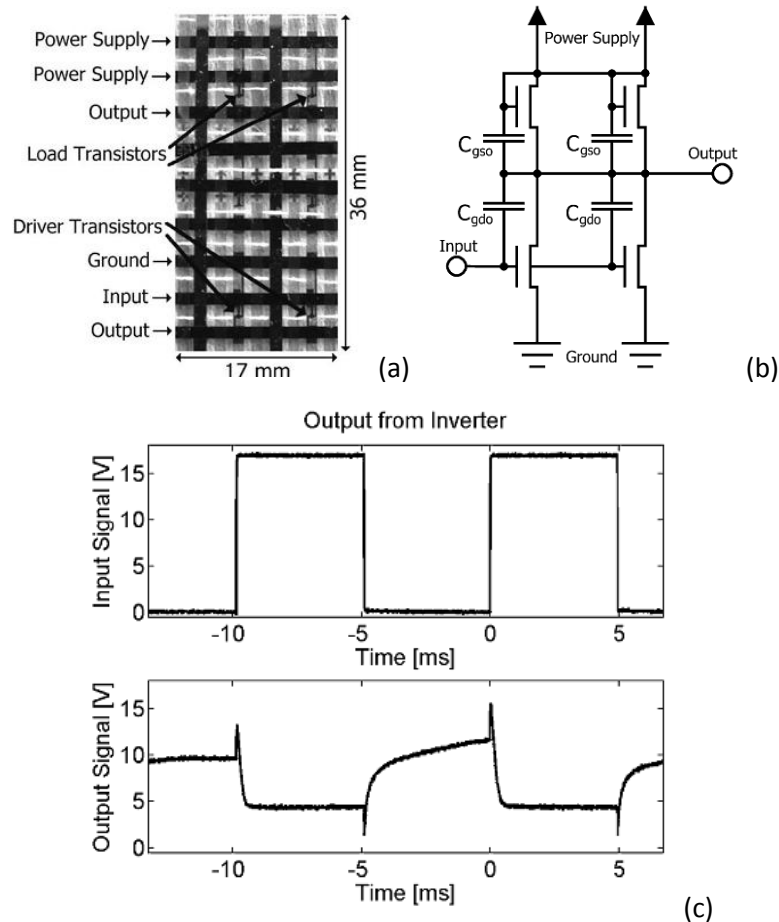 Power Supply
Power Supply
Output
Load Transistors
Driver Transistors
Ground
Input
Output
17 mm
36 mm
(a)
Power Supply
Cgso
Cgso
Output
Cgdo
Cgdo
Input
Ground
(b)
Output from Inverter
Input Signal [V]
15
10
5
0
-10
-5
0
5
Time [ms]
Output Signal [V]
15
10
5
0
-10
-5
0
5
Time [ms]
(c)